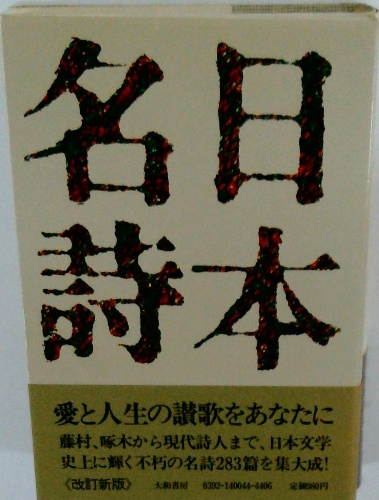 日本
名詩
愛と人生の讃歌をあなたに
藤村、啄木から現代詩人まで、日本文学
史上に輝く不朽の名詩283篇を集大成!
《改訂新版》 大和書房 0392-140044-4406 定価980円